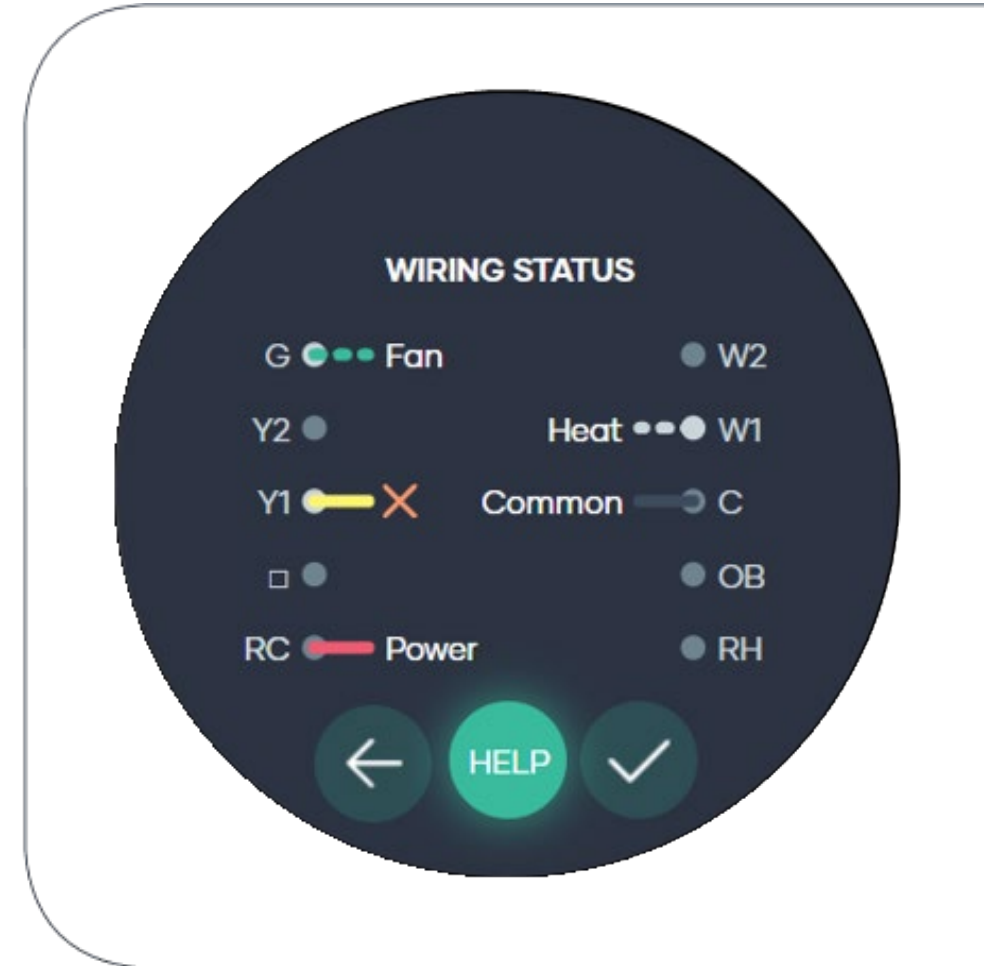 WIRING STATUS
G Fan W2
Y2 Heat W1
Y1 Common C
OB
RC Power RH
HELP